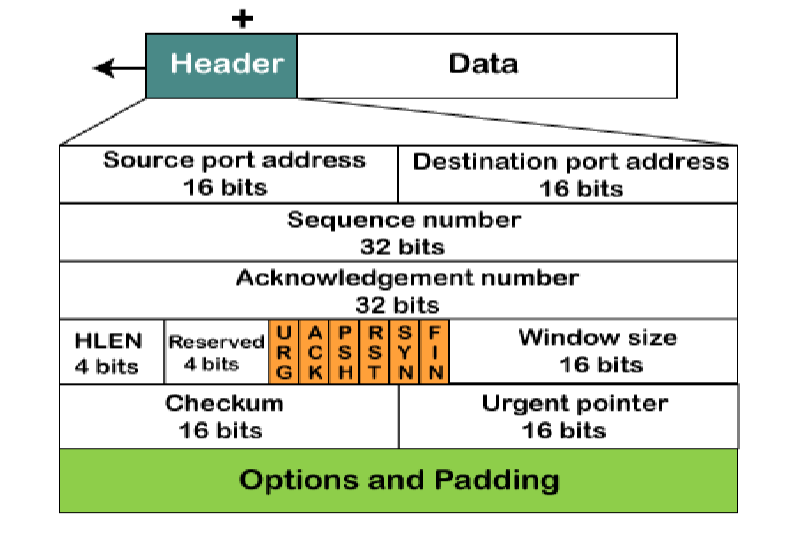 +
Header
Data
Source port address
16 bits
Destination port address
16 bits
Sequence number
32 bits
Acknowledgement number
32 bits
HLEN
4 bits
Reserved
4 bits
URG
ACK
PSH
RST
SYN
FIN
Window size
16 bits
Checkum
16 bits
Urgent pointer
16 bits
Options and Padding